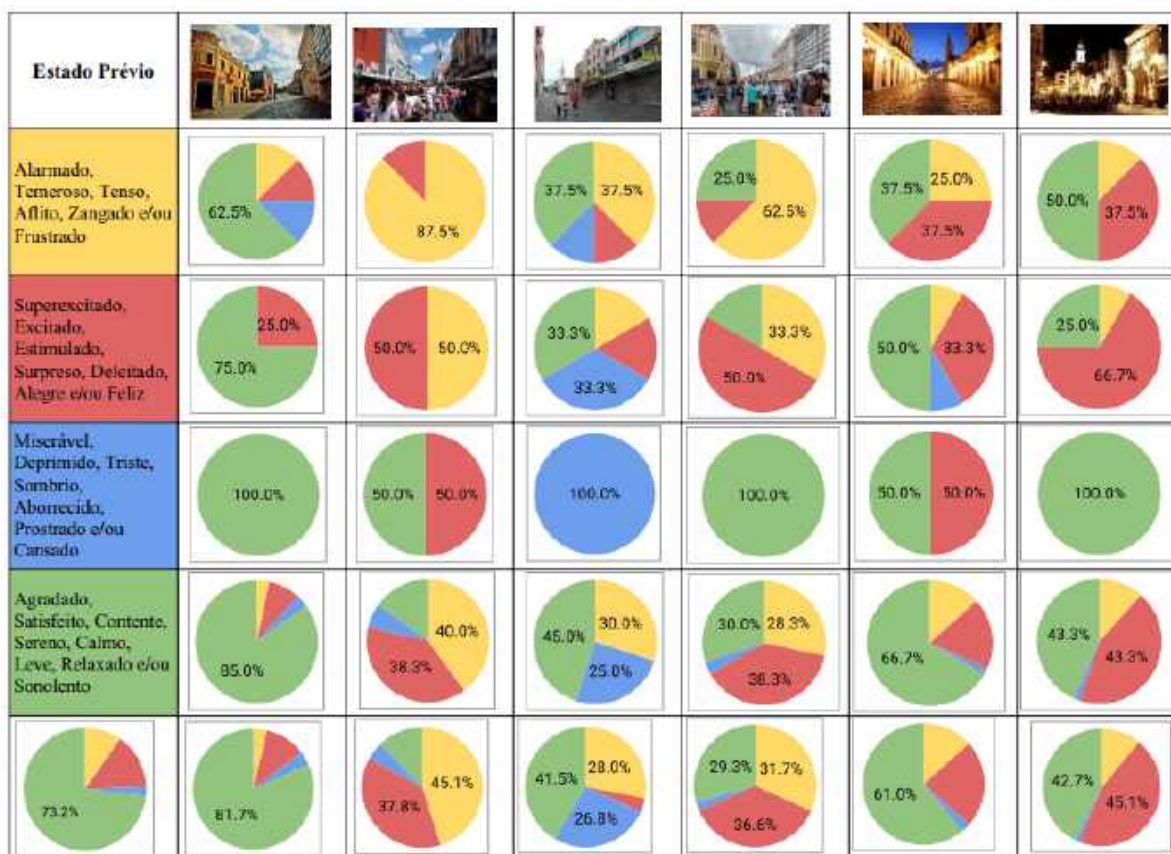 Estado Prévio
Alarmado,
Temeroso, Tenso,
Aflito, Zangado e/ou
Frustrado
62.5%
87.5%
37.5%
37.5%
25.0%
62.5%
37.5%
25.0%
37.5%
50.0%
37.5%
Superexcitado,
Excitado,
Estimulado,
Surpreso, Deleitado,
Alegre e/ou Feliz
25.0%
75.0%
50.0%
50.0%
33.3%
33.3%
33.3%
50.0%
50.0%
33.3%
25.0%
66.7%
Miserável,
Deprimido, Triste,
Sombrio,
Aborrecido,
Prostrado e/ou
Cansado
100.0%
50.0%
50.0%
100.0%
100.0%
50.0%
50.0%
100.0%
Agradado,
Satisfeito, Contente,
Sereno, Calmo,
Leve, Relaxado e/ou
Sonolento
85.0%
40.0%
38.3%
45.0%
30.0%
25.0%
30.0%
28.3%
38.3%
66.7%
43.3%
43.3%
73.2%
81.7%
45.1%
37.8%
41.5%
28.0%
26.8%
29.3%
31.7%
36.6%
61.0%
42.7%
45.1%